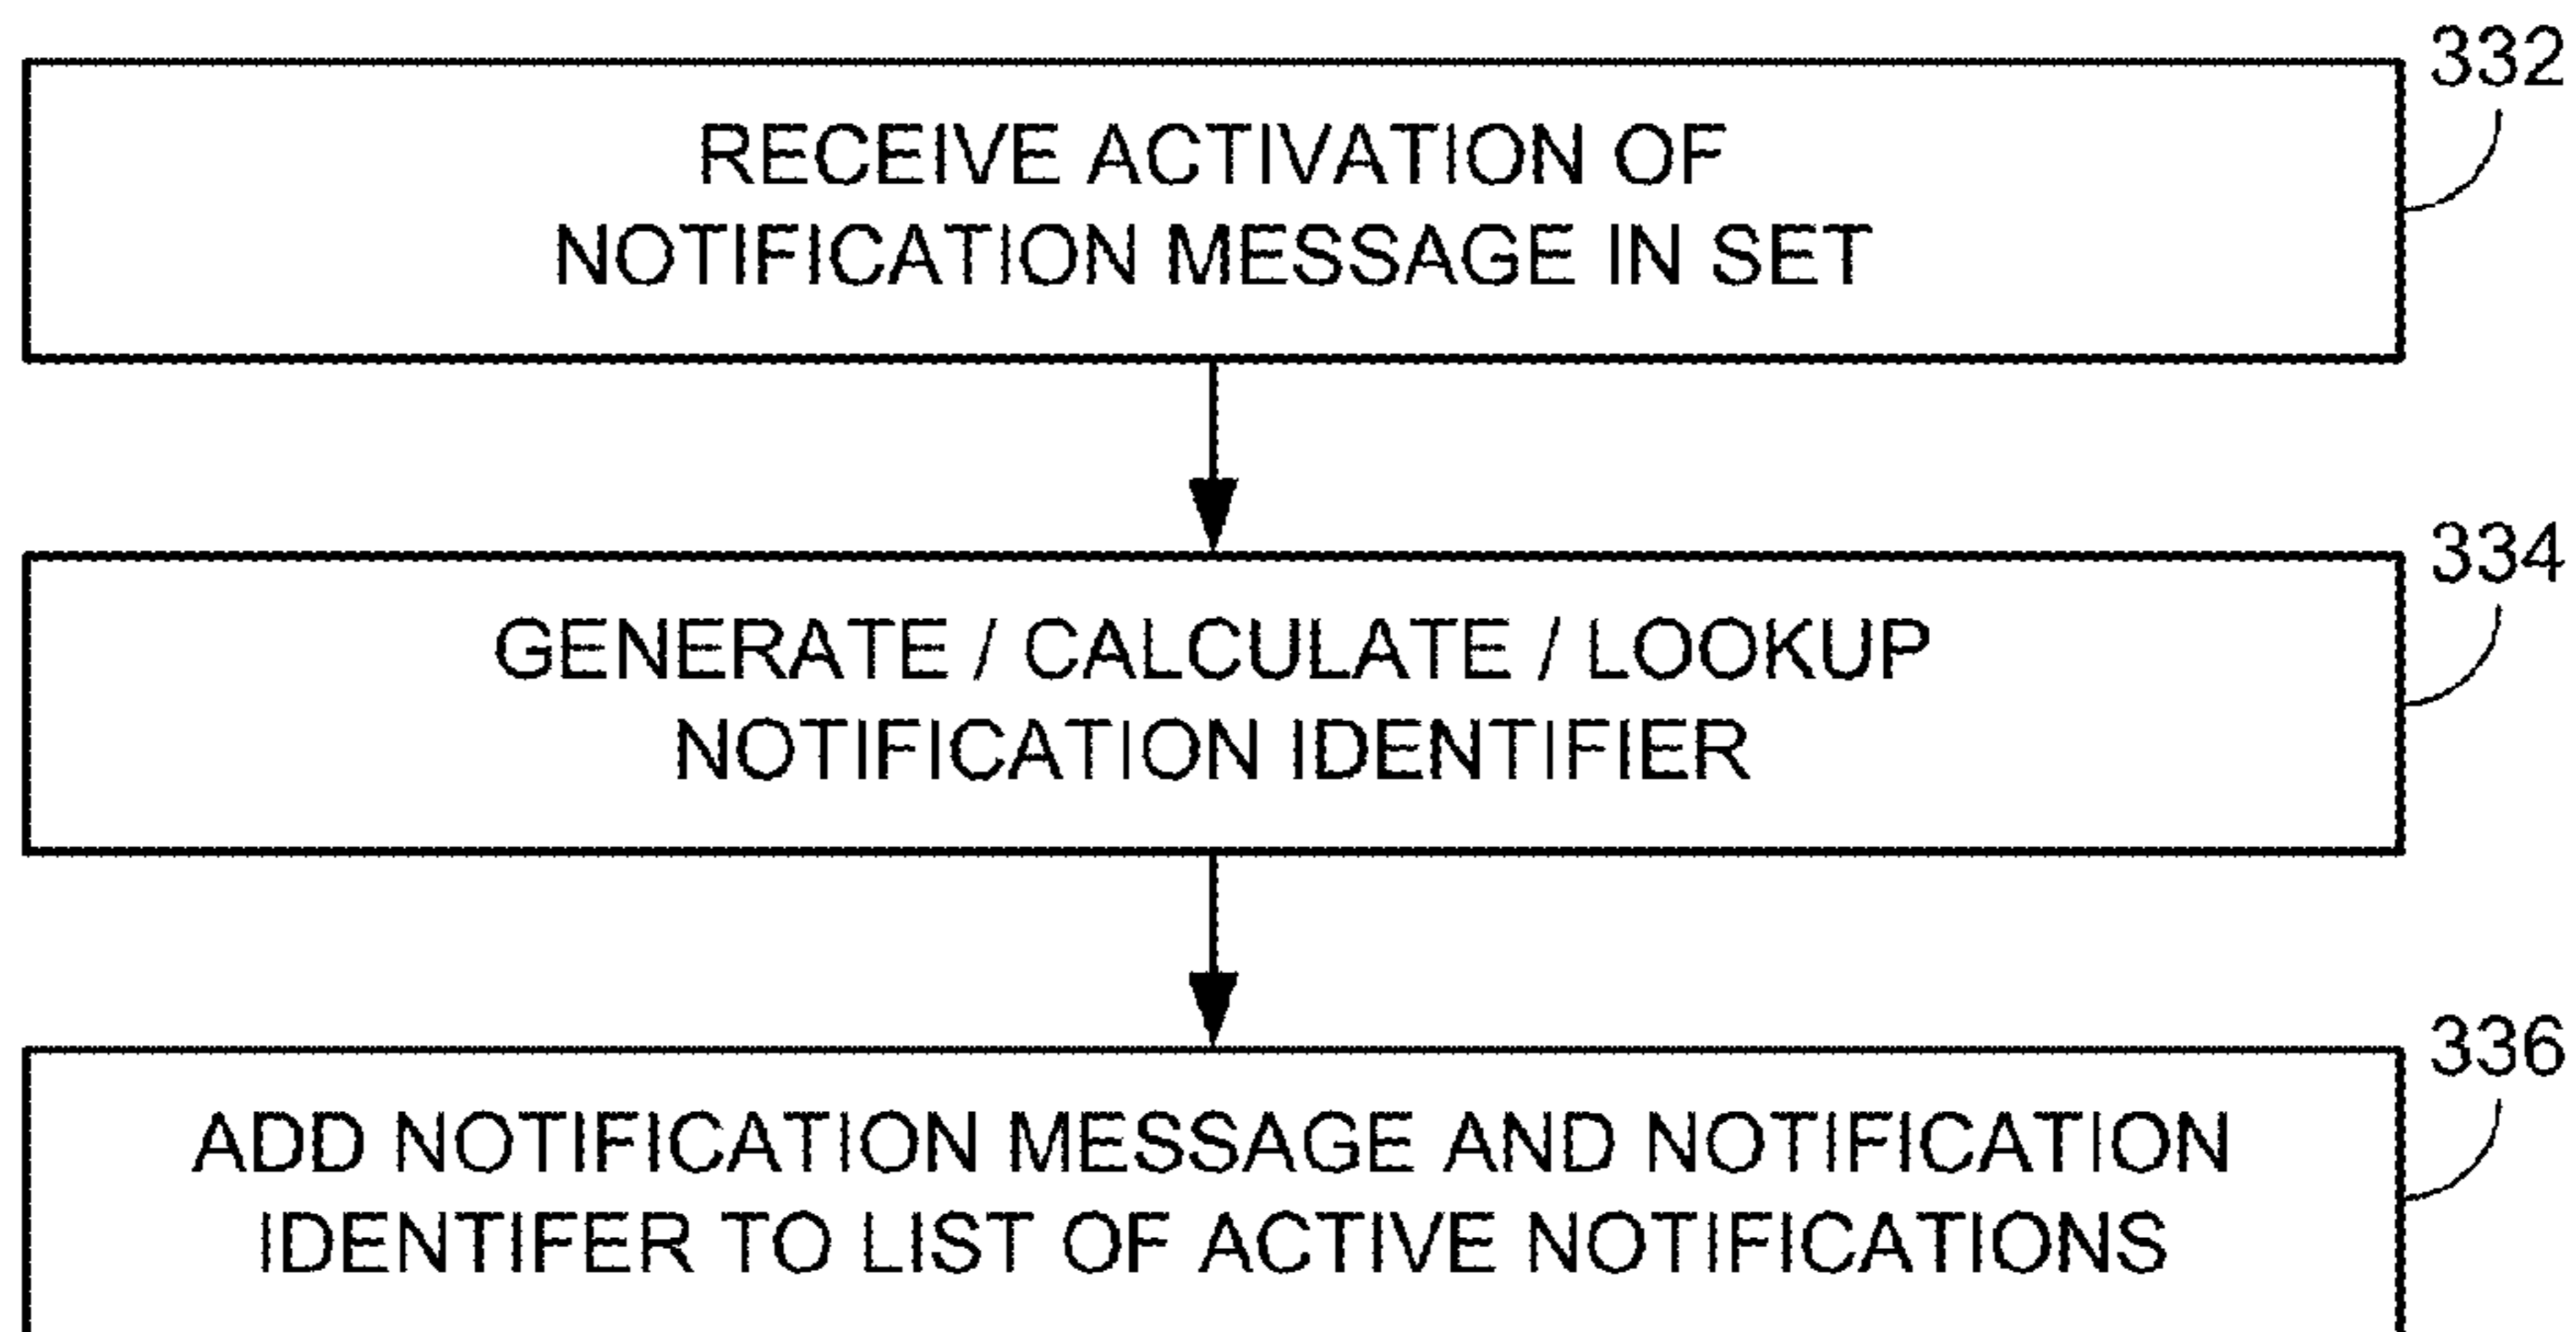 332
RECEIVE ACTIVATION OF
NOTIFICATION MESSAGE IN SET
334
GENERATE / CALCULATE / LOOKUP
NOTIFICATION IDENTIFIER
336
ADD NOTIFICATION MESSAGE AND NOTIFICATION
IDENTIFER TO LIST OF ACTIVE NOTIFICATIONS